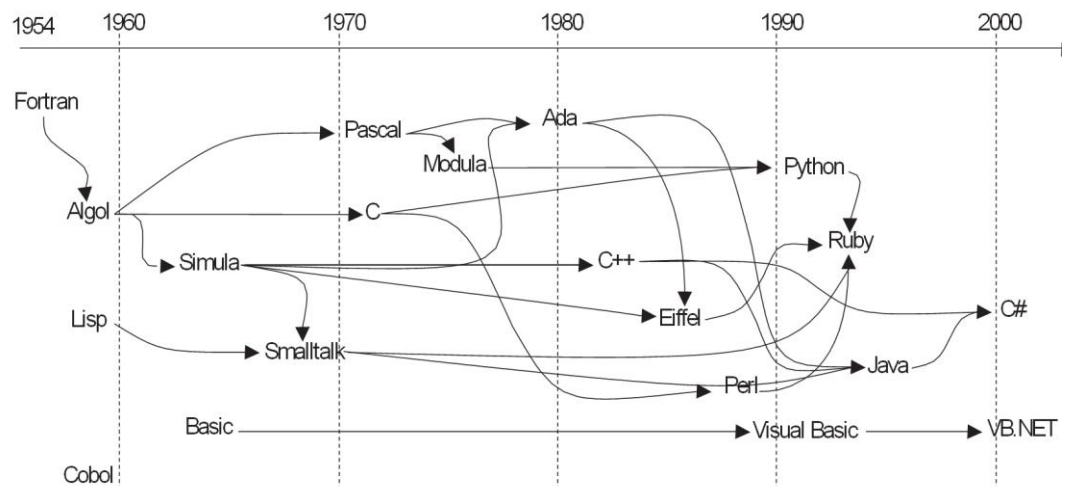 1954 1960 1970 1980 1990 2000
Fortran
Ada
Pascal
Modula
Python
Algol
C
Ruby
Simula
C++
C#
Lisp
Eiffel
Smalltalk
Java
Perl
Basic
Visual Basic
VB.NET
Cobol